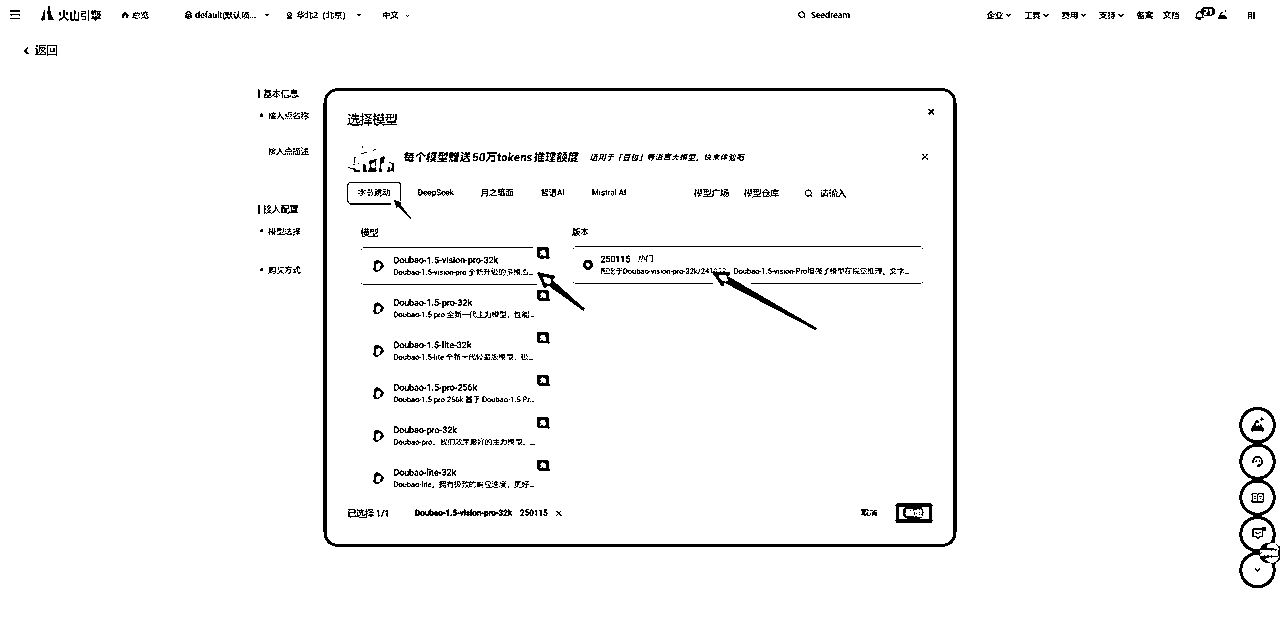 火山引擎 总览 default(默认项... 华北2（北京） 中文 Seedream 企业 工具 费用 支持 备案 文档 21
返回
基本信息
接入点名称
接入点描述
接入配置
模型选择
购买方式
选择模型
每个模型赠送50万tokens推理额度 适用于「豆包」等语言大模型，快来体验吧
字节跳动 DeepSeek 月之暗面 智谱AI Mistral AI 模型广场 模型仓库 请输入
模型
Doubao-1.5-vision-pro-32k
Doubao-1.5-vision-pro 全新升级的多模态...
Doubao-1.5-pro-32k
Doubao-1.5-pro 全新一代主力模型，性能...
Doubao-1.5-lite-32k
Doubao-1.5-lite 全新一代轻量版模型，极...
Doubao-1.5-pro-256k
Doubao-1.5-pro-256k 基于 Doubao-1.5-Pr...
Doubao-pro-32k
Doubao-pro，我们效果最好的主力模型，...
Doubao-lite-32k
Doubao-lite，拥有极致的响应速度，更好...
版本
250115 热门
相比于Doubao-vision-pro-32k/241028，Doubao-1.5-vision-Pro增强了模型在视觉推理、文字...
已选择 1/1 Doubao-1.5-vision-pro-32k 250115
取消 确定